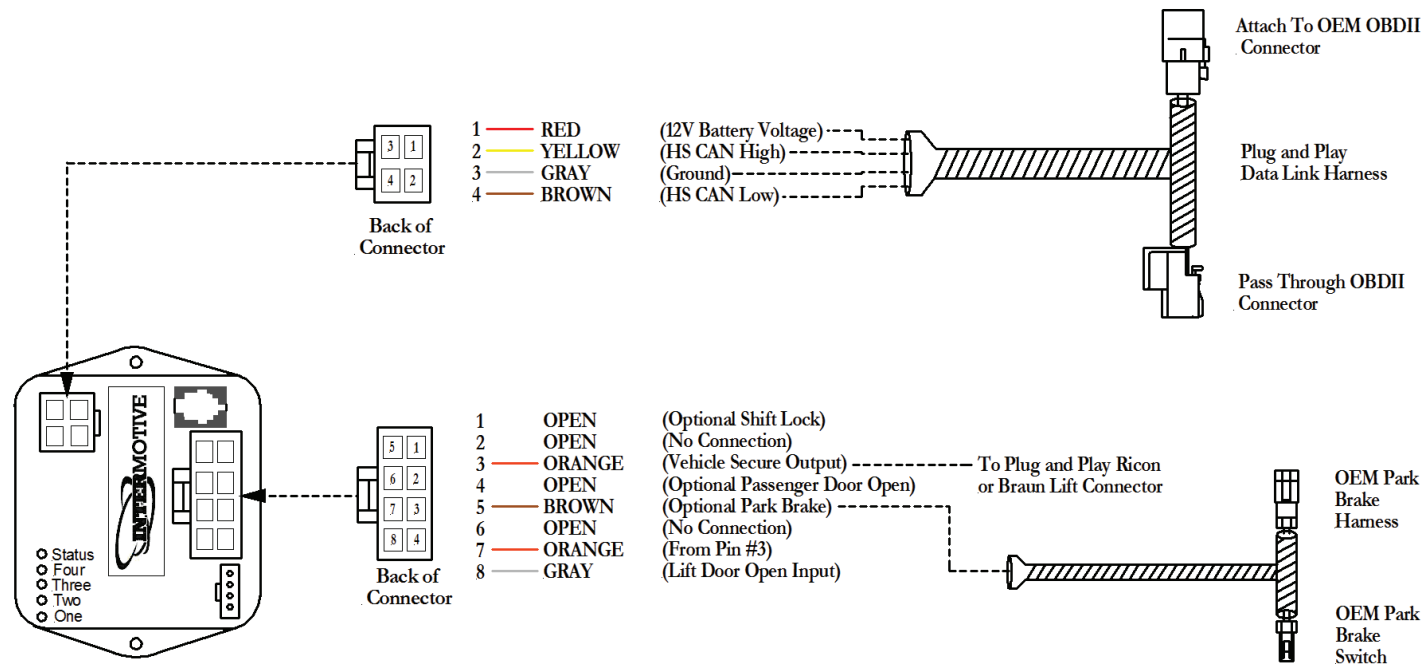 Attach To OEM OBDII
Connector
3 1
4 2
Back of
Connector
1 RED (12V Battery Voltage)
2 YELLOW (HS CAN High)
3 GRAY (Ground)
4 BROWN (HS CAN Low)
Plug and Play
Data Link Harness
Pass Through OBDII
Connector
INTERMOTIVE
Status
Four
Three
Two
One
5 1
6 2
7 3
8 4
Back of
Connector
1 OPEN (Optional Shift Lock)
2 OPEN (No Connection)
3 ORANGE (Vehicle Secure Output)
4 OPEN (Optional Passenger Door Open)
5 BROWN (Optional Park Brake)
6 OPEN (No Connection)
7 ORANGE (From Pin #3)
8 GRAY (Lift Door Open Input)
To Plug and Play Ricon
or Braun Lift Connector
OEM Park
Brake
Harness
OEM Park
Brake
Switch